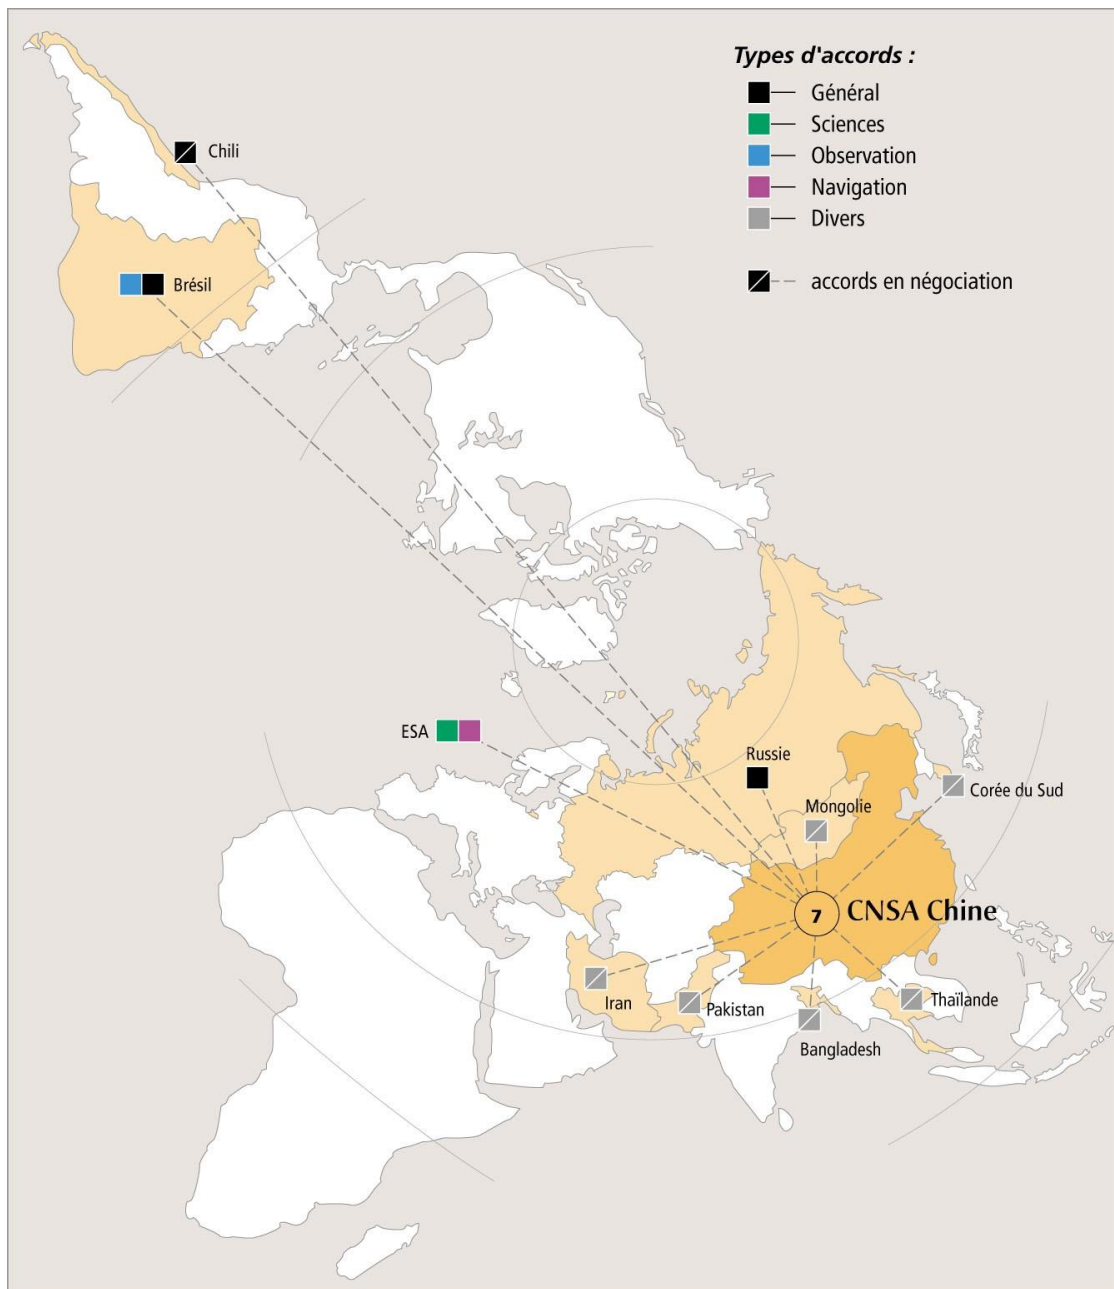 Types d'accords :
Général
Sciences
Observation
Navigation
Divers
accords en négociation
Chili
Brésil
ESA
Russie
Mongolie
Corée du Sud
7 CNSA Chine
Iran
Pakistan
Thaïlande
Bangladesh